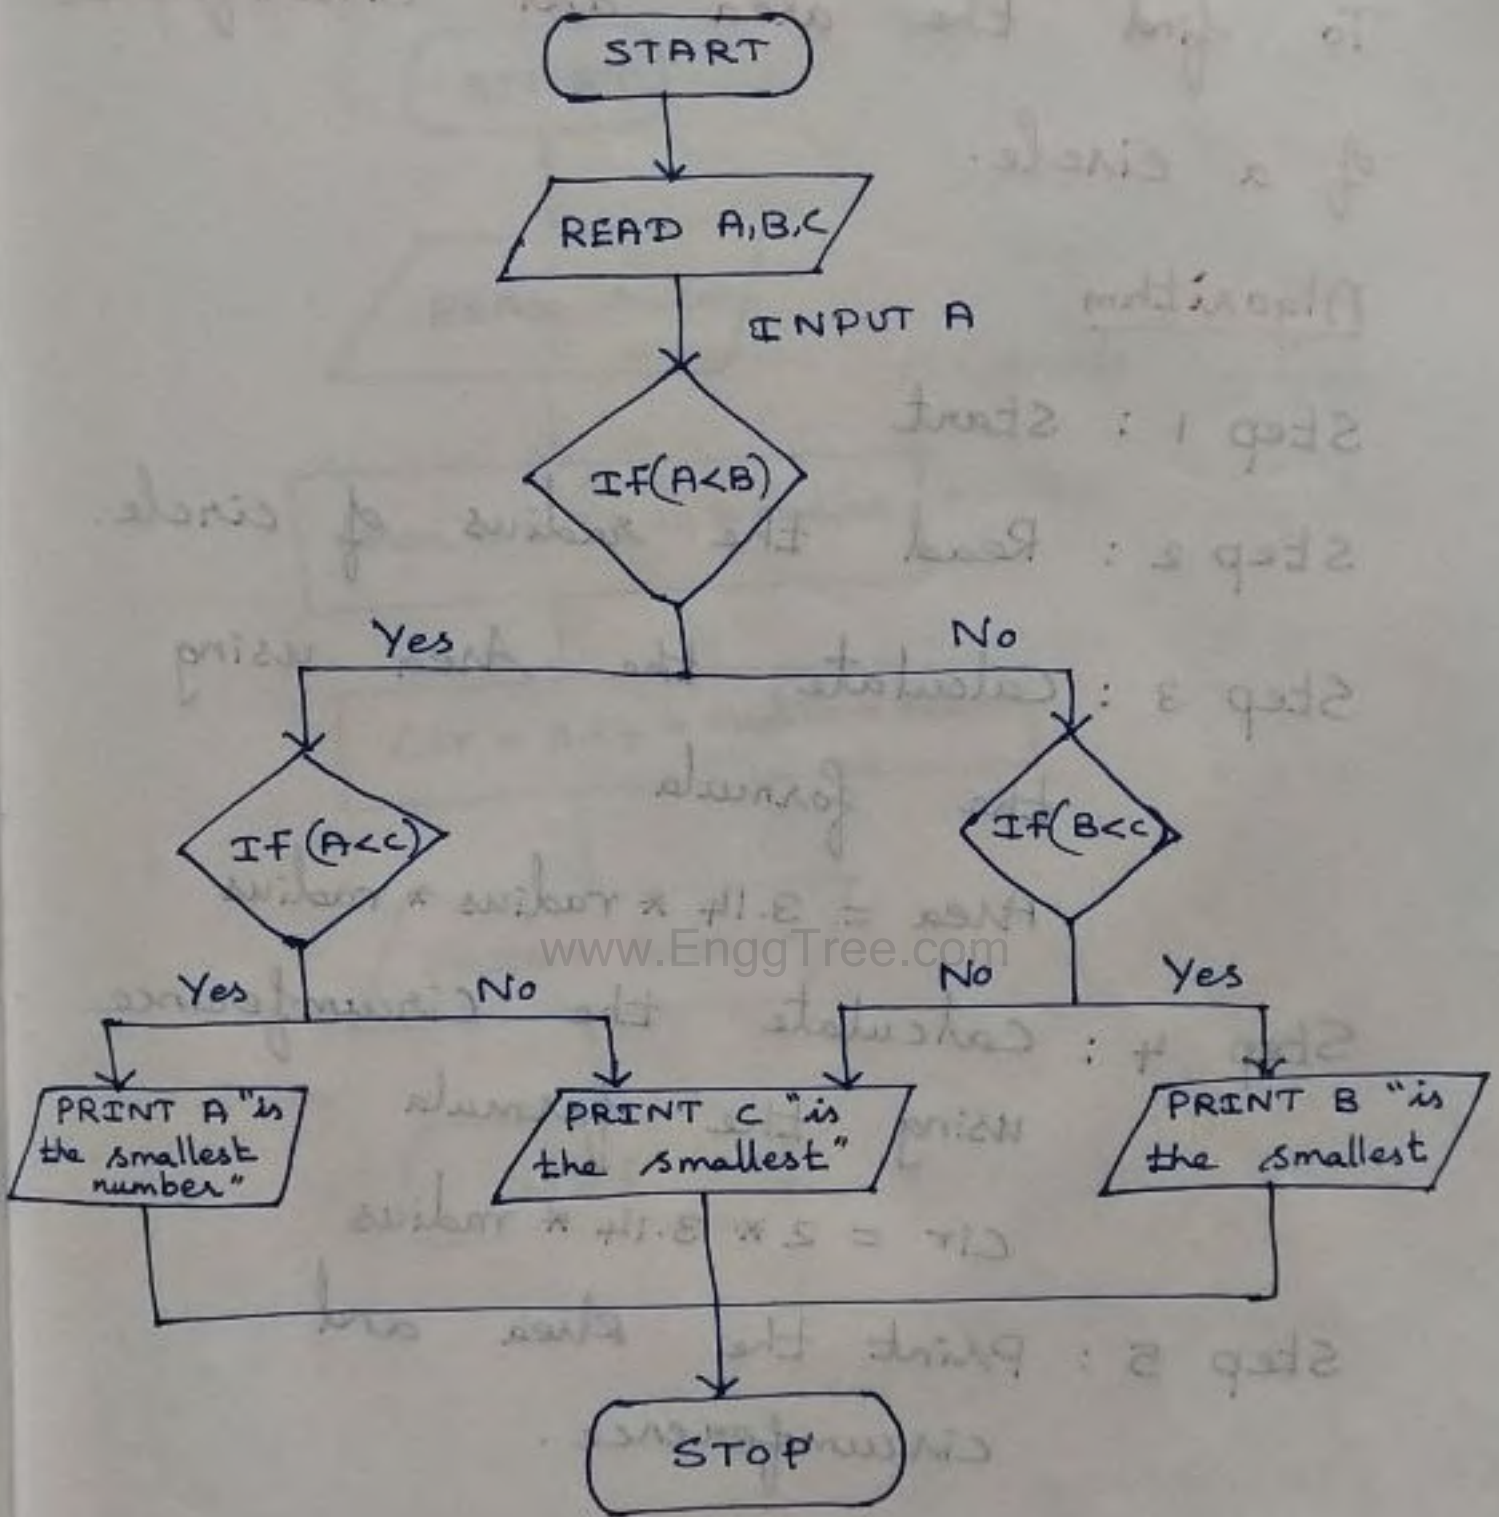 START
READ A,B,C
INPUT A
If(A<B)
Yes
No
If(A<C)
If(B<C)
www.EnggTree.com
Yes
No
No
Yes
PRINT A "is
the smallest
number"
PRINT C "is
the smallest"
PRINT B "is
the smallest
STOP